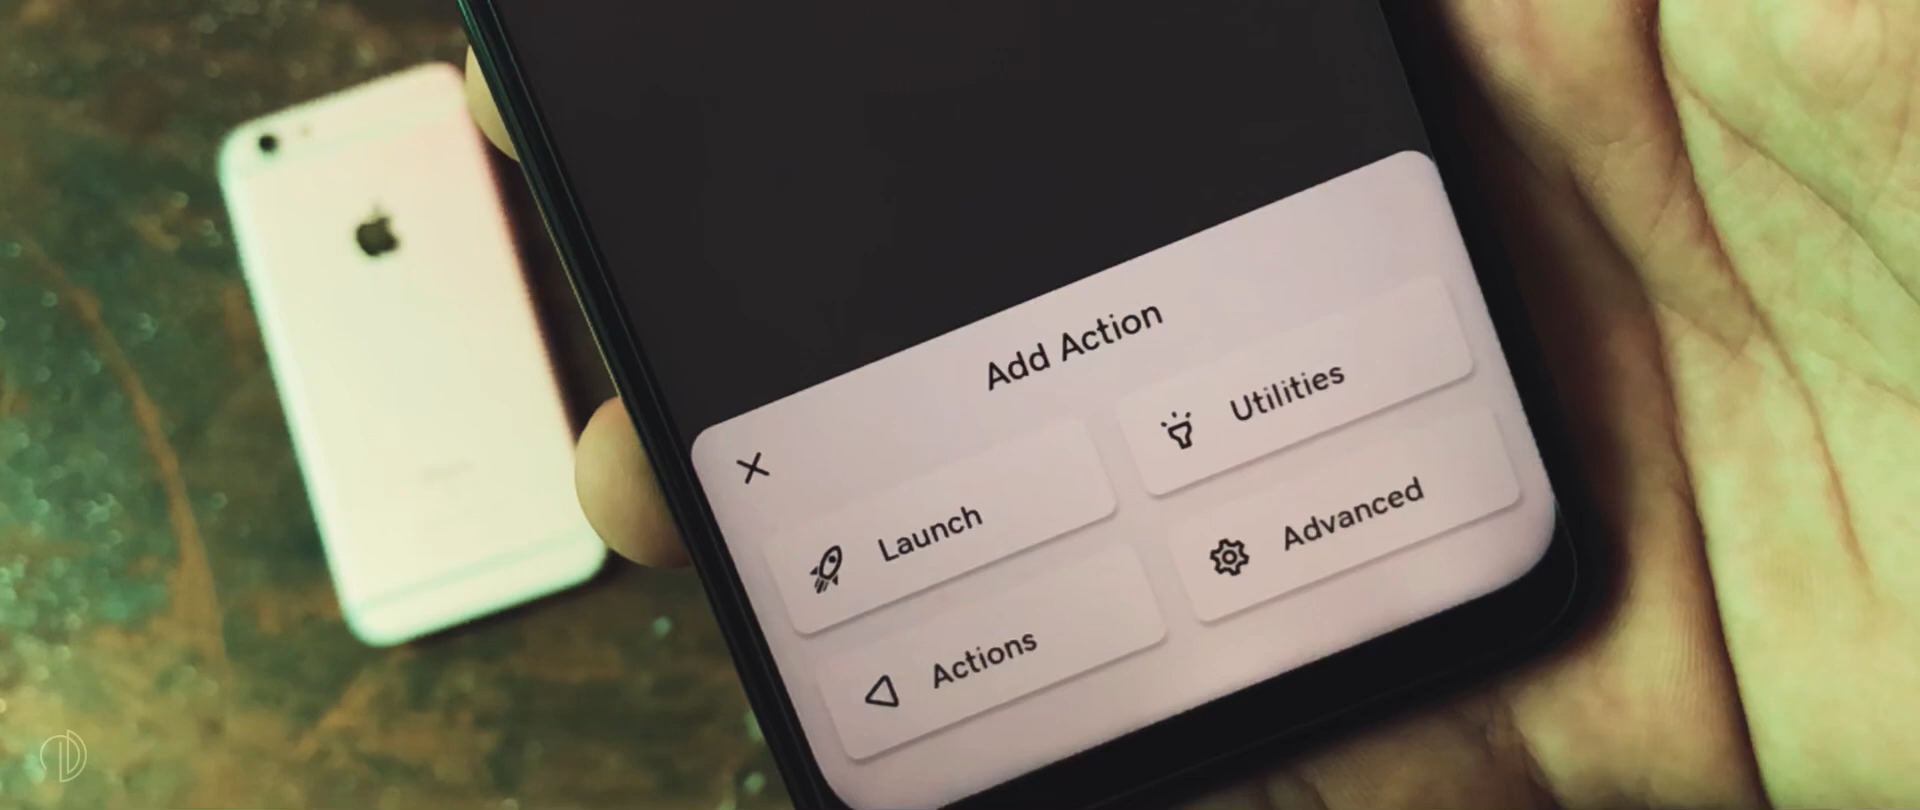 Add Action
Launch
Utilities
Actions
Advanced